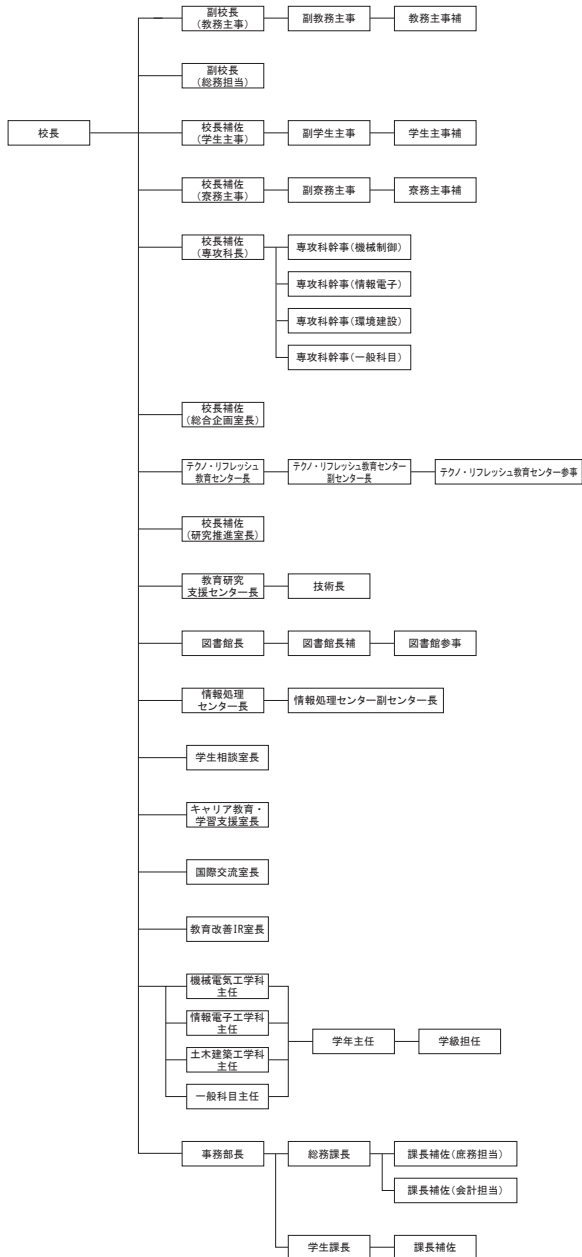 副校長
(教務主事)
副教務主事
教務主事補
副校長
(総務担当)
校長
校長補佐
(学生主事)
副学生主事
学生主事補
校長補佐
(寮務主事)
副寮務主事
寮務主事補
校長補佐
(専攻科長)
専攻科幹事(機械制御)
専攻科幹事(情報電子)
専攻科幹事(環境建設)
専攻科幹事(一般科目)
校長補佐
(総合企画室長)
テクノ・リフレッシュ
教育センター長
テクノ・リフレッシュ教育センター
副センター長
テクノ・リフレッシュ教育センター参事
校長補佐
(研究推進室長)
教育研究
支援センター長
技術長
図書館長
図書館長補
図書館参事
情報処理
センター長
情報処理センター副センター長
学生相談室長
キャリア教育・
学習支援室長
国際交流室長
教育改善IR室長
機械電気工学科
主任
情報電子工学科
主任
土木建築工学科
主任
一般科目主任
学年主任
学級担任
事務部長
総務課長
課長補佐(庶務担当)
課長補佐(会計担当)
学生課長
課長補佐